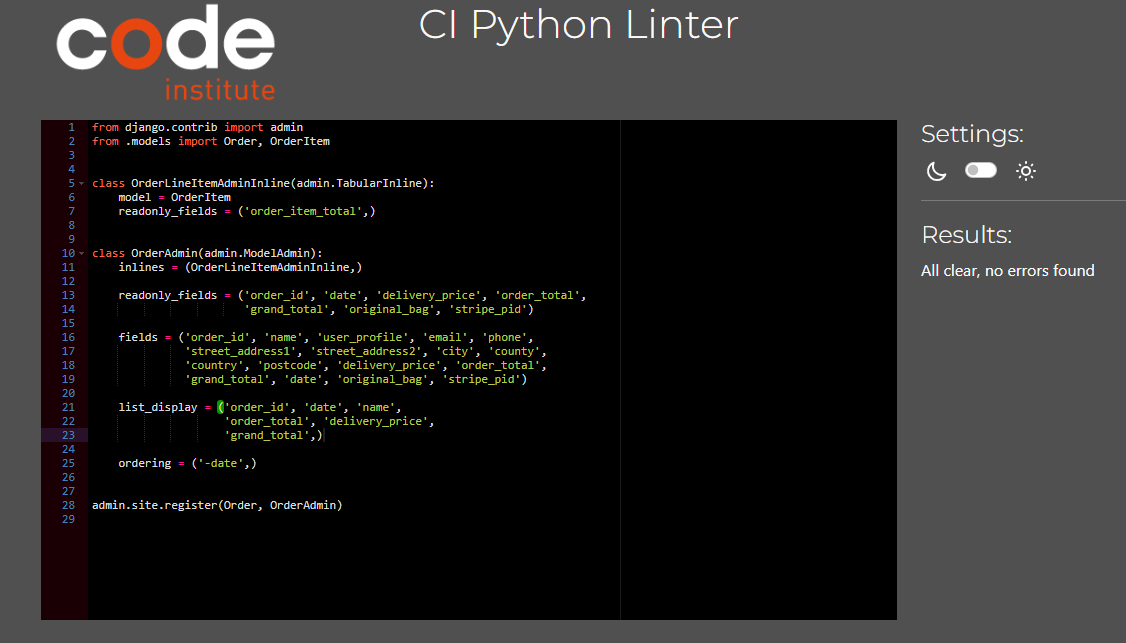 code
institute
CI Python Linter
1 from django.contrib import admin
2 from .models import Order, OrderItem
3
4
5 class OrderLineItemAdminInline(admin.TabularInline):
6     model = OrderItem
7     readonly_fields = ('order_item_total',)
8
9
10 class OrderAdmin(admin.ModelAdmin):
11     inlines = (OrderLineItemAdminInline,)
12
13     readonly_fields = ('order_id', 'date', 'delivery_price', 'order_total',
14                        'grand_total', 'original_bag', 'stripe_pid')
15
16     fields = ('order_id', 'name', 'user_profile', 'email', 'phone',
17               'street_address1', 'street_address2', 'city', 'county',
18               'country', 'postcode', 'delivery_price', 'order_total',
19               'grand_total', 'date', 'original_bag', 'stripe_pid')
20
21     list_display = ('order_id', 'date', 'name',
22                     'order_total', 'delivery_price',
23                     'grand_total',)
24
25     ordering = ('-date',)
26
27
28 admin.site.register(Order, OrderAdmin)
29
Settings:
Results:
All clear, no errors found